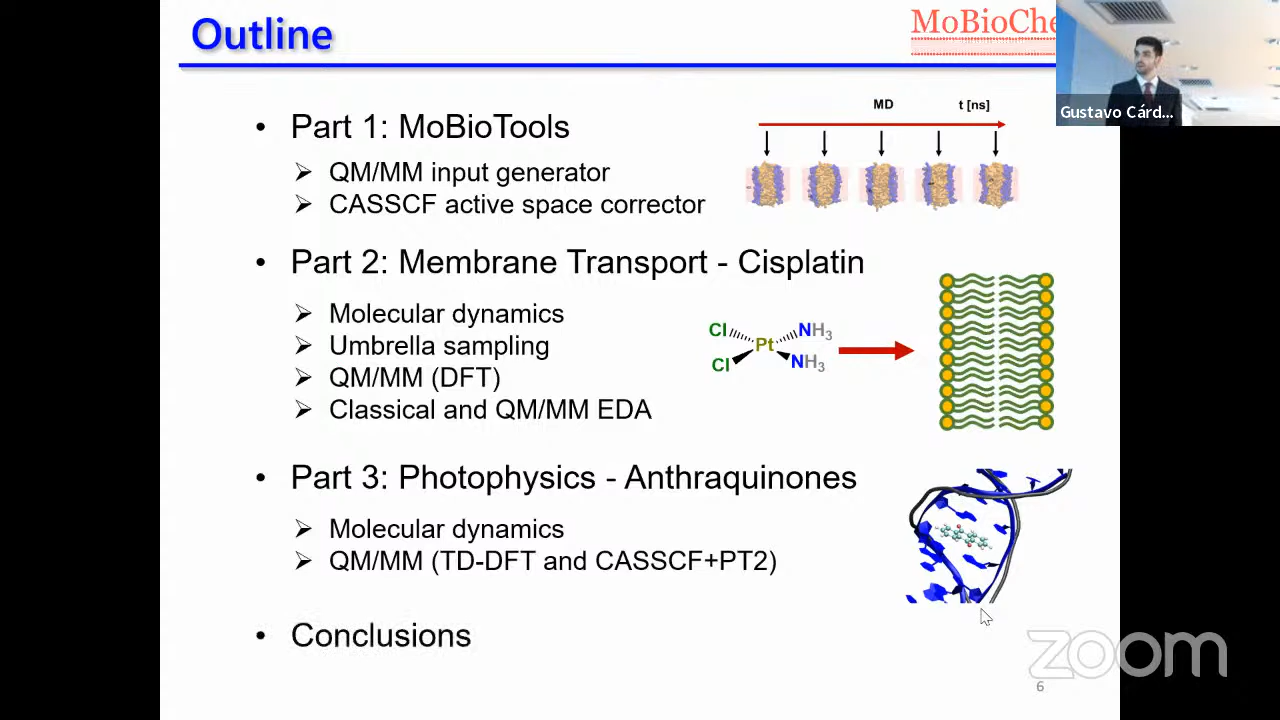 Outline
MoBioChe
Gustavo Cárd...
• Part 1: MoBioTools
➢ QM/MM input generator
➢ CASSCF active space corrector
MD t [ns]
• Part 2: Membrane Transport - Cisplatin
➢ Molecular dynamics
➢ Umbrella sampling
➢ QM/MM (DFT)
➢ Classical and QM/MM EDA
Cl NH3
Pt
Cl NH3
• Part 3: Photophysics - Anthraquinones
➢ Molecular dynamics
➢ QM/MM (TD-DFT and CASSCF+PT2)
• Conclusions
zoom
6